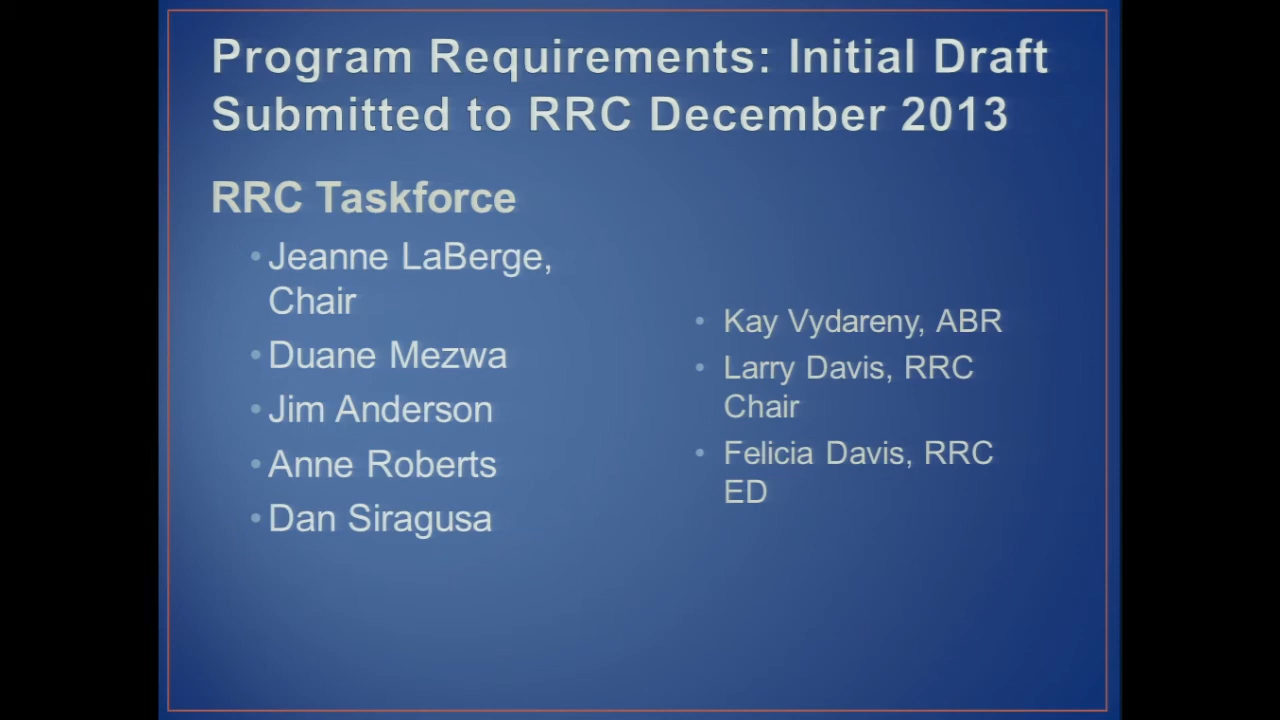 Program Requirements: Initial Draft
Submitted to RRC December 2013
RRC Taskforce
•Jeanne LaBerge,
Chair
•Duane Mezwa
•Jim Anderson
•Anne Roberts
•Dan Siragusa
• Kay Vydareny, ABR
• Larry Davis, RRC
Chair
• Felicia Davis, RRC
ED